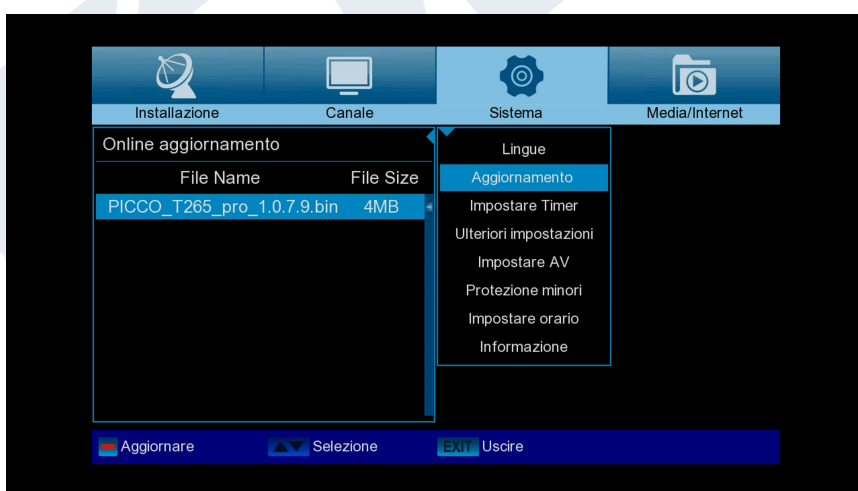 Installazione
Canale
Sistema
Media/Internet
Online aggiornamento
File Name File Size
PICCO_T265_pro_1.0.7.9.bin 4MB
Lingue
Aggiornamento
Impostare Timer
Ulteriori impostazioni
Impostare AV
Protezione minori
Impostare orario
Informazione
Aggiornare
Selezione
EXIT Uscire